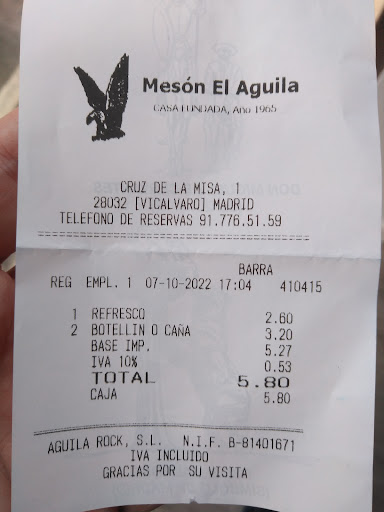 Mesón El Aguila
CASA FUNDADA, Año 1965
CRUZ DE LA MISA, 1
28032 [VICALVARO] MADRID
TELEFONO DE RESERVAS 91.776.51.59
BARRA
REG EMPL. 1 07-10-2022 17:04 410415
1 REFRESCO 2.60
2 BOTELLIN O CAÑA 3.20
BASE IMP. 5.27
IVA 10% 0.53
TOTAL 5.80
CAJA 5.80
AGUILA ROCK, S.L. N.I.F. B-81401671
IVA INCLUIDO
GRACIAS POR SU VISITA